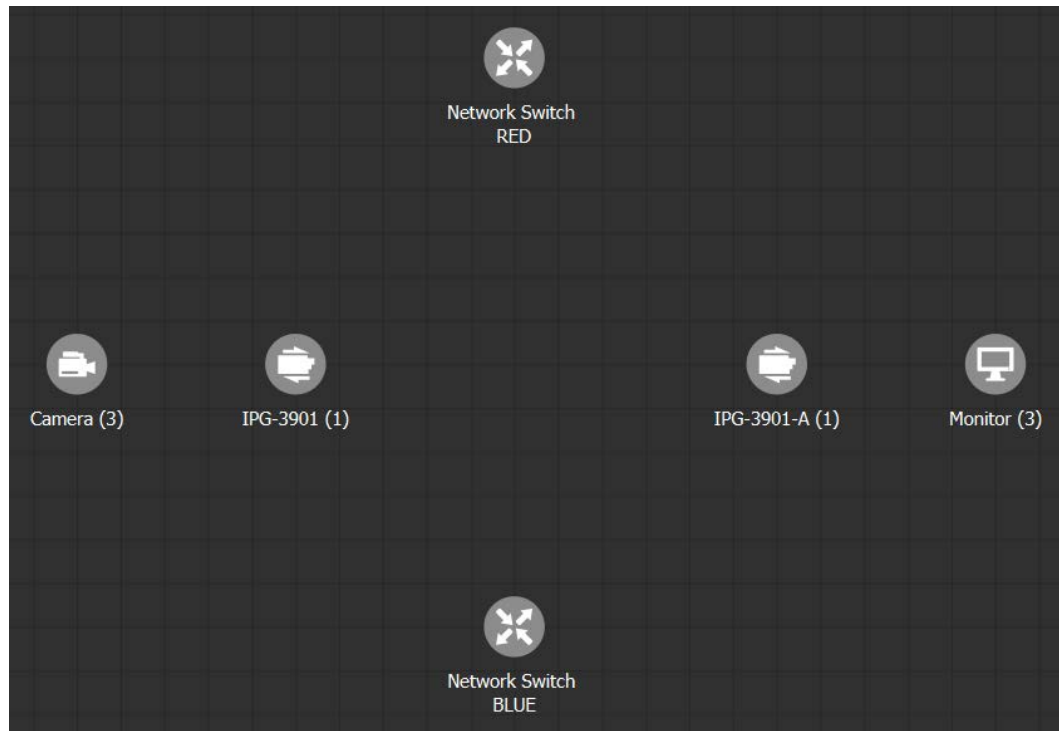 Network Switch
RED
Camera (3)
IPG-3901 (1)
IPG-3901-A (1)
Monitor (3)
Network Switch
BLUE